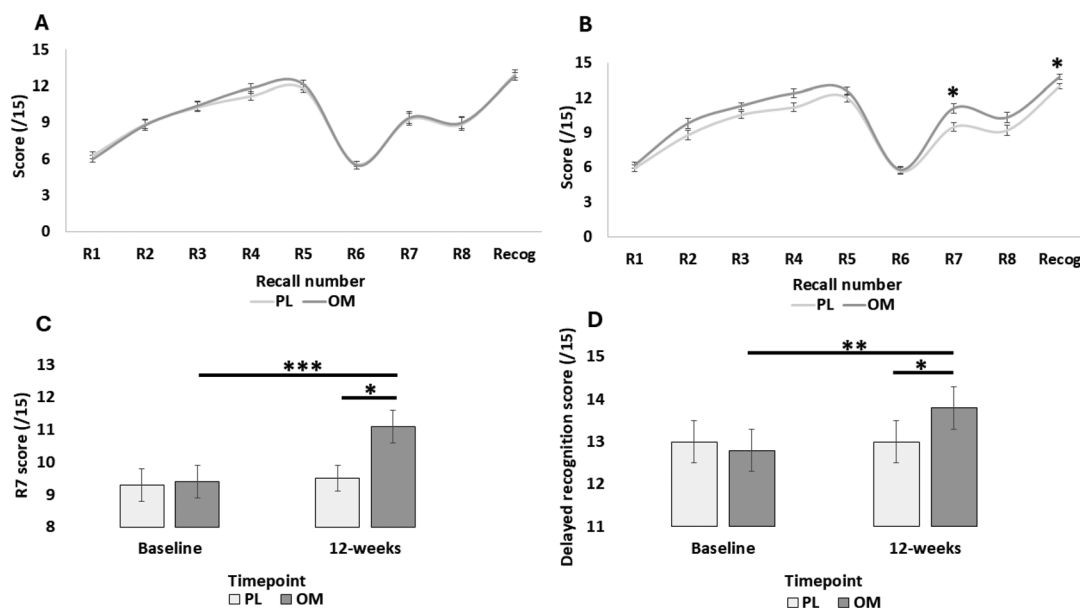 A
15
12
9
6
3
0
Score (/15)
R1 R2 R3 R4 R5 R6 R7 R8 Recog
Recall number
PL OM
B
15
12
9
6
3
0
Score (/15)
*
*
R1 R2 R3 R4 R5 R6 R7 R8 Recog
Recall number
PL OM
C
13
12
11
10
9
8
R7 score (/15)
***
*
Baseline 12-weeks
Timepoint
PL OM
D
15
14
13
12
11
Delayed recognition score (/15)
**
*
Baseline 12-weeks
Timepoint
PL OM